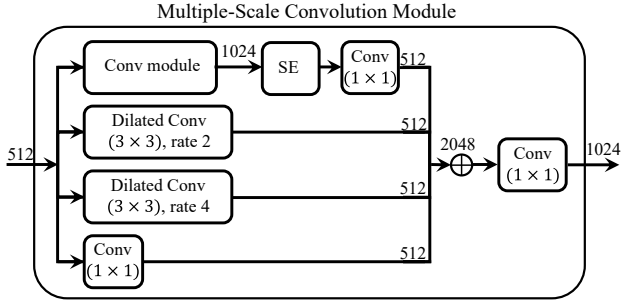 Multiple-Scale Convolution Module
Conv module
1024
SE
Conv
(1 × 1)
512
Dilated Conv
(3 × 3), rate 2
512
512
2048
Conv
(1 × 1)
1024
Dilated Conv
(3 × 3), rate 4
512
Conv
(1 × 1)
512